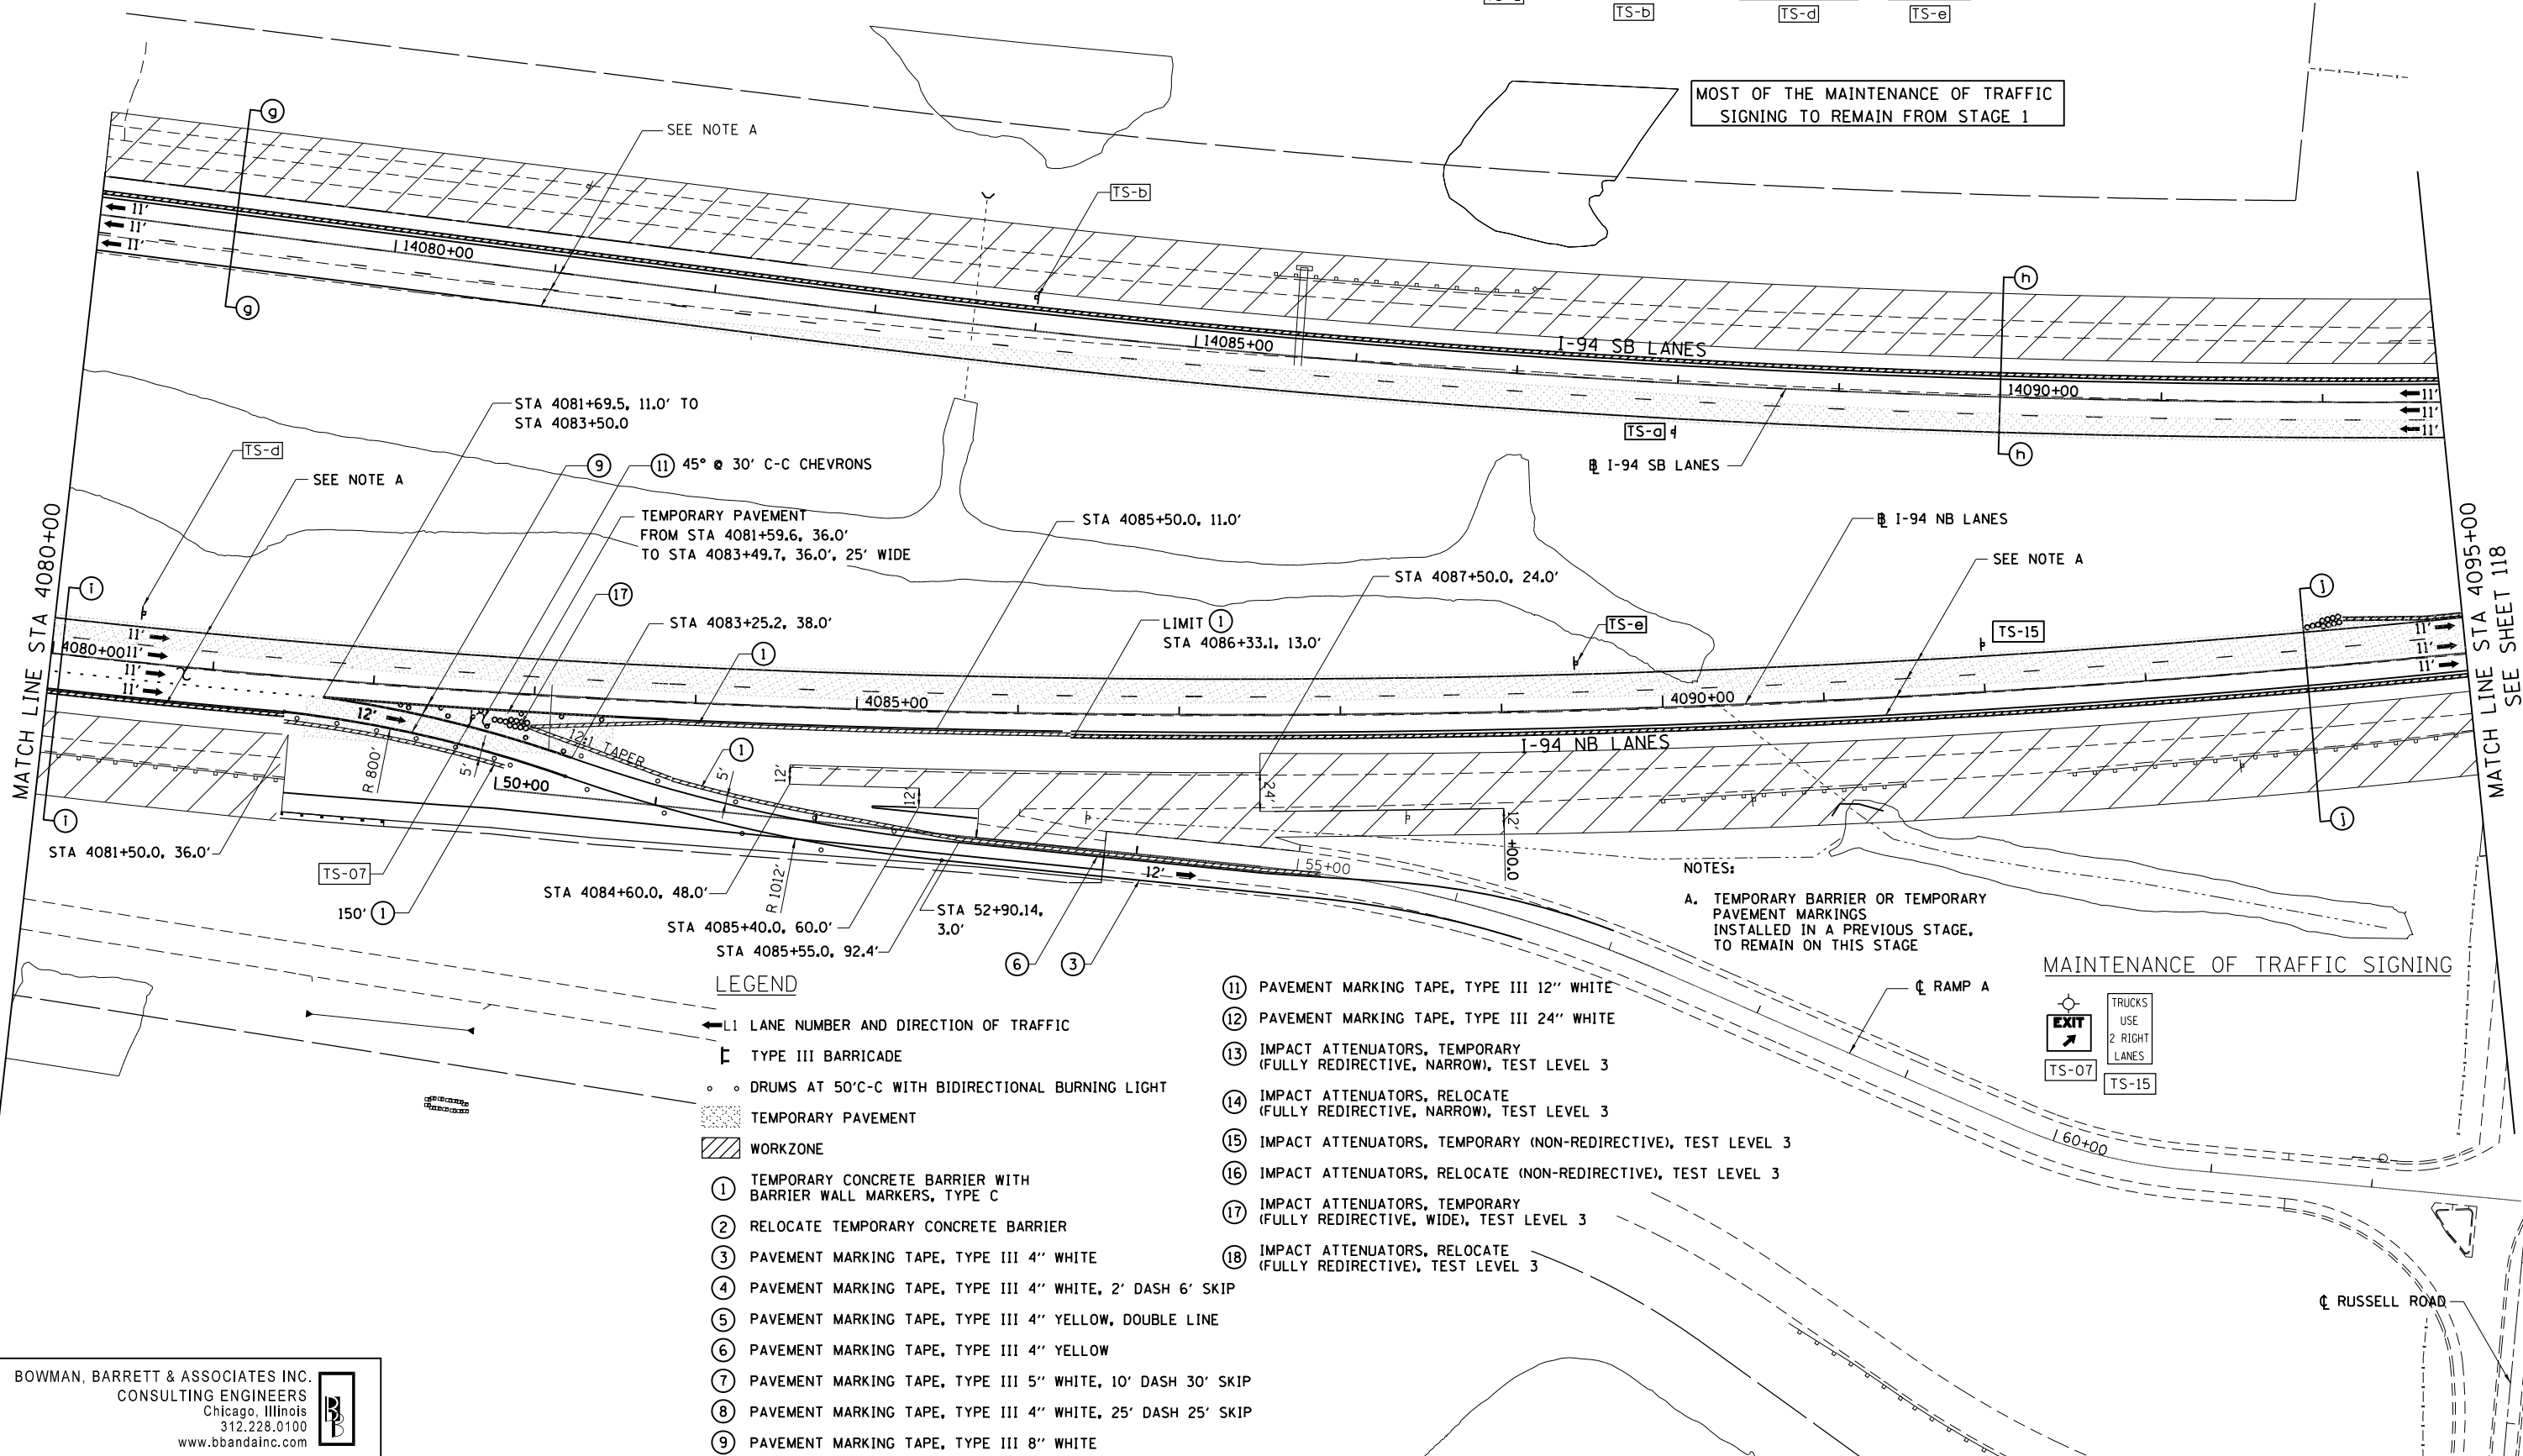 TS-b
TS-d
TS-e
MOST OF THE MAINTENANCE OF TRAFFIC
SIGNING TO REMAIN FROM STAGE 1
g
SEE NOTE A
TS-b
11'
11'
11'
14080+00
g
h
14085+00
I-94 SB LANES
14090+00
11'
11'
11'
TS-a
h
℄ I-94 SB LANES
STA 4081+69.5, 11.0' TO
STA 4083+50.0
TS-d
9
11 45° @ 30' C-C CHEVRONS
SEE NOTE A
TEMPORARY PAVEMENT
FROM STA 4081+59.6, 36.0'
TO STA 4083+49.7, 36.0', 25' WIDE
STA 4085+50.0, 11.0'
℄ I-94 NB LANES
SEE NOTE A
MATCH LINE STA 4080+00
i
17
STA 4087+50.0, 24.0'
j
STA 4083+25.2, 38.0'
LIMIT 1
STA 4086+33.1, 13.0'
TS-e
TS-15
1
11'
4080+00
11'
11'
11'
11'
11'
11'
MATCH LINE STA 4095+00
SEE SHEET 118
4085+00
4090+00
12'
12:1 TAPER
1
I-94 NB LANES
R 800'
5'
50+00
5'
12'
12'
24'
12'
+00.0
i
j
STA 4081+50.0, 36.0'
TS-07
150' 1
STA 4084+60.0, 48.0'
R 1012'
STA 4085+40.0, 60.0'
STA 4085+55.0, 92.4'
STA 52+90.14,
3.0'
12'
55+00
6
3
NOTES:
A. TEMPORARY BARRIER OR TEMPORARY
PAVEMENT MARKINGS
INSTALLED IN A PREVIOUS STAGE,
TO REMAIN ON THIS STAGE
MAINTENANCE OF TRAFFIC SIGNING
EXIT
TS-07
TRUCKS
USE
2 RIGHT
LANES
TS-15
℄ RAMP A
60+00
℄ RUSSELL ROAD
LEGEND
L1 LANE NUMBER AND DIRECTION OF TRAFFIC
TYPE III BARRICADE
DRUMS AT 50'C-C WITH BIDIRECTIONAL BURNING LIGHT
TEMPORARY PAVEMENT
WORKZONE
1 TEMPORARY CONCRETE BARRIER WITH
BARRIER WALL MARKERS, TYPE C
2 RELOCATE TEMPORARY CONCRETE BARRIER
3 PAVEMENT MARKING TAPE, TYPE III 4" WHITE
4 PAVEMENT MARKING TAPE, TYPE III 4" WHITE, 2' DASH 6' SKIP
5 PAVEMENT MARKING TAPE, TYPE III 4" YELLOW, DOUBLE LINE
6 PAVEMENT MARKING TAPE, TYPE III 4" YELLOW
7 PAVEMENT MARKING TAPE, TYPE III 5" WHITE, 10' DASH 30' SKIP
8 PAVEMENT MARKING TAPE, TYPE III 4" WHITE, 25' DASH 25' SKIP
9 PAVEMENT MARKING TAPE, TYPE III 8" WHITE
11 PAVEMENT MARKING TAPE, TYPE III 12" WHITE
12 PAVEMENT MARKING TAPE, TYPE III 24" WHITE
13 IMPACT ATTENUATORS, TEMPORARY
(FULLY REDIRECTIVE, NARROW), TEST LEVEL 3
14 IMPACT ATTENUATORS, RELOCATE
(FULLY REDIRECTIVE, NARROW), TEST LEVEL 3
15 IMPACT ATTENUATORS, TEMPORARY (NON-REDIRECTIVE), TEST LEVEL 3
16 IMPACT ATTENUATORS, RELOCATE (NON-REDIRECTIVE), TEST LEVEL 3
17 IMPACT ATTENUATORS, TEMPORARY
(FULLY REDIRECTIVE, WIDE), TEST LEVEL 3
18 IMPACT ATTENUATORS, RELOCATE
(FULLY REDIRECTIVE), TEST LEVEL 3
BOWMAN, BARRETT & ASSOCIATES INC.
CONSULTING ENGINEERS
Chicago, Illinois
312.228.0100
www.bbandainc.com